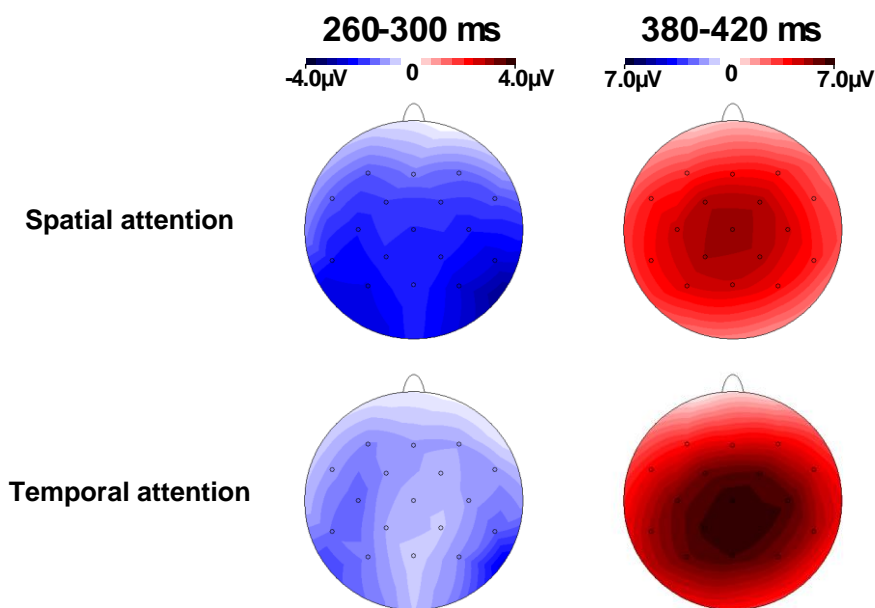 260-300 ms 380-420 ms
-4.0µV 0 4.0µV 7.0µV 0 7.0µV
Spatial attention
Temporal attention